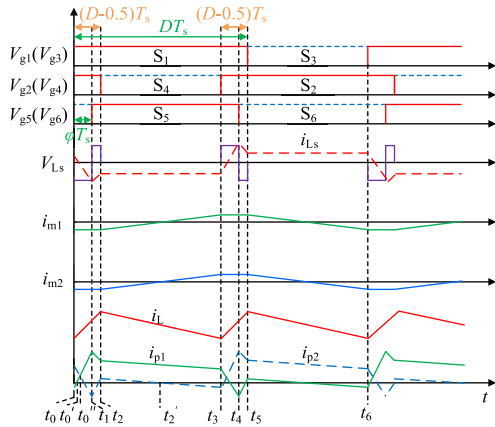 (D-0.5)Ts (D-0.5)Ts
DTs
Vg1(Vg3) S1 S3
Vg2(Vg4) S4 S2
Vg5(Vg6) S5 S6
φTs
VLs iLs
im1
im2
iL
ip1 ip2
t
t0 t0' t0'' t1 t2 t2' t3 t4 t5 t6